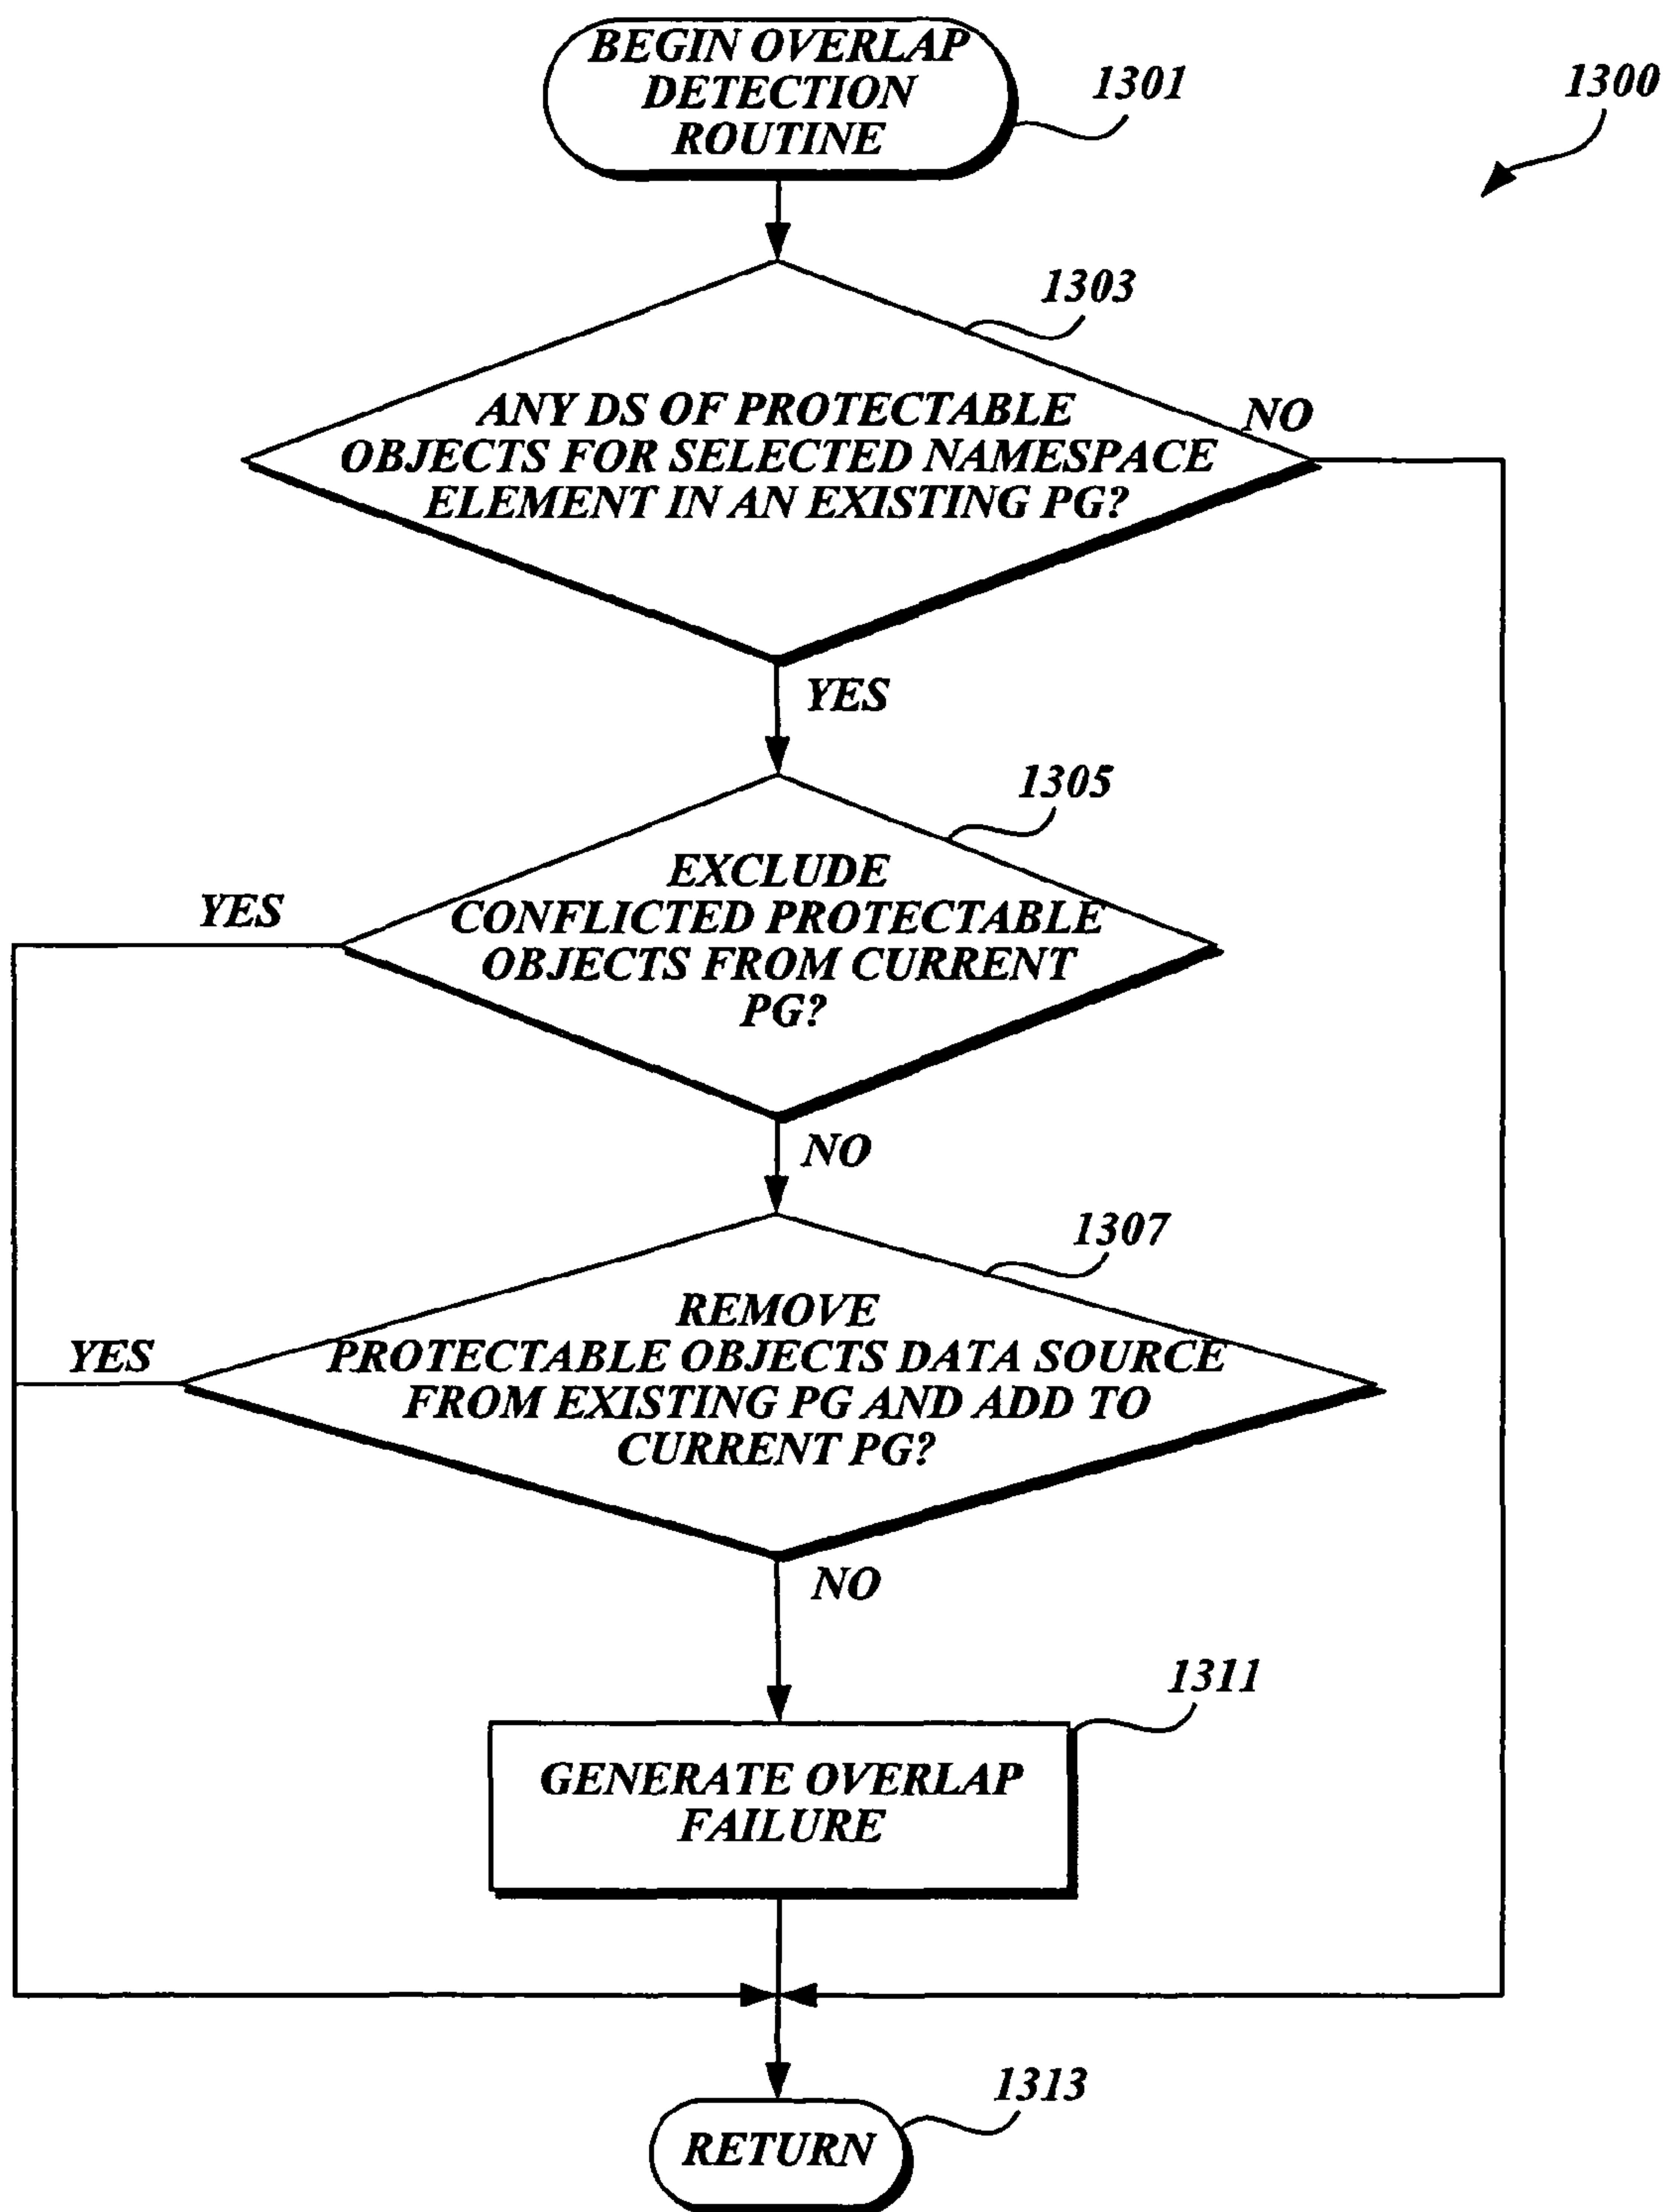 BEGIN OVERLAP
DETECTION
ROUTINE
1301
1300
1303
ANY DS OF PROTECTABLE
OBJECTS FOR SELECTED NAMESPACE
ELEMENT IN AN EXISTING PG?
NO
YES
1305
EXCLUDE
CONFLICTED PROTECTABLE
OBJECTS FROM CURRENT
PG?
YES
NO
1307
REMOVE
PROTECTABLE OBJECTS DATA SOURCE
FROM EXISTING PG AND ADD TO
CURRENT PG?
YES
NO
1311
GENERATE OVERLAP
FAILURE
1313
RETURN